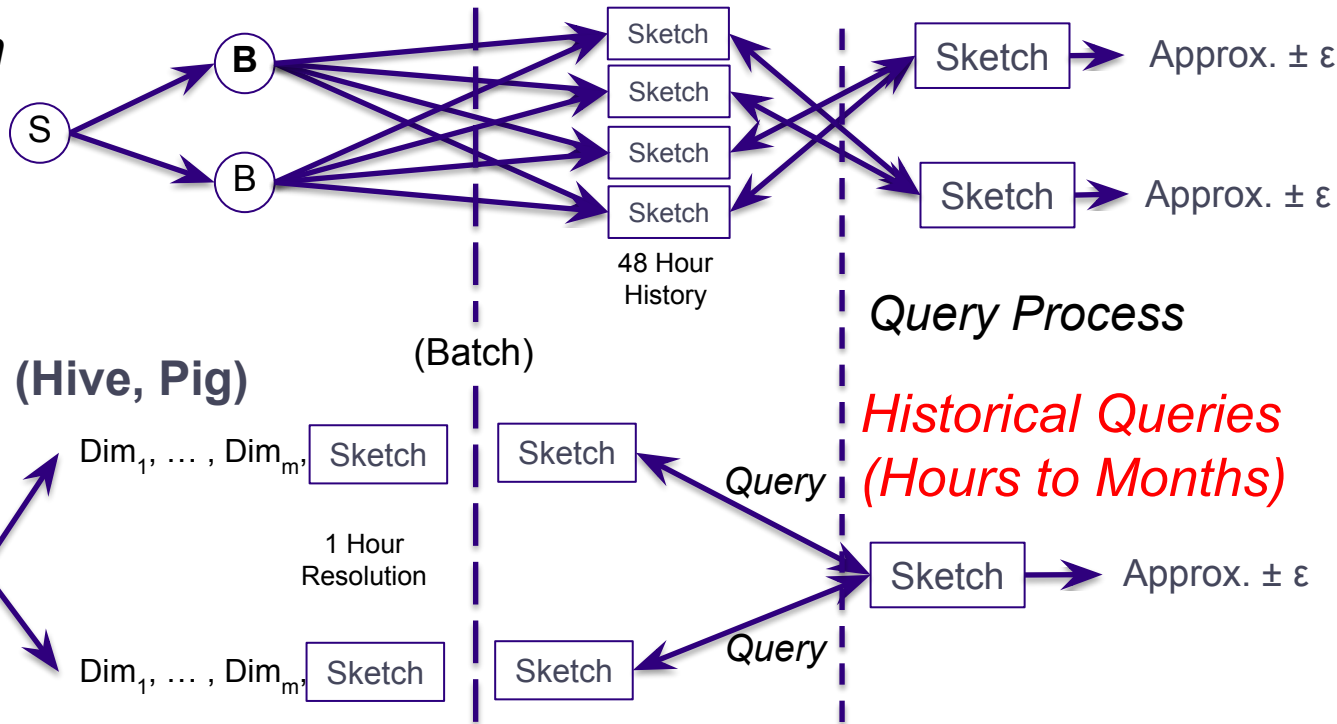 S
B
B
Sketch
Sketch
Sketch
Sketch
48 Hour
History
Sketch
Approx. ± ε
Sketch
Approx. ± ε
Query Process
(Batch)
(Hive, Pig)
Historical Queries
(Hours to Months)
Dim₁, … , Dimₘ, Sketch
Sketch
Query
1 Hour
Resolution
Sketch
Approx. ± ε
Dim₁, … , Dimₘ, Sketch
Sketch
Query